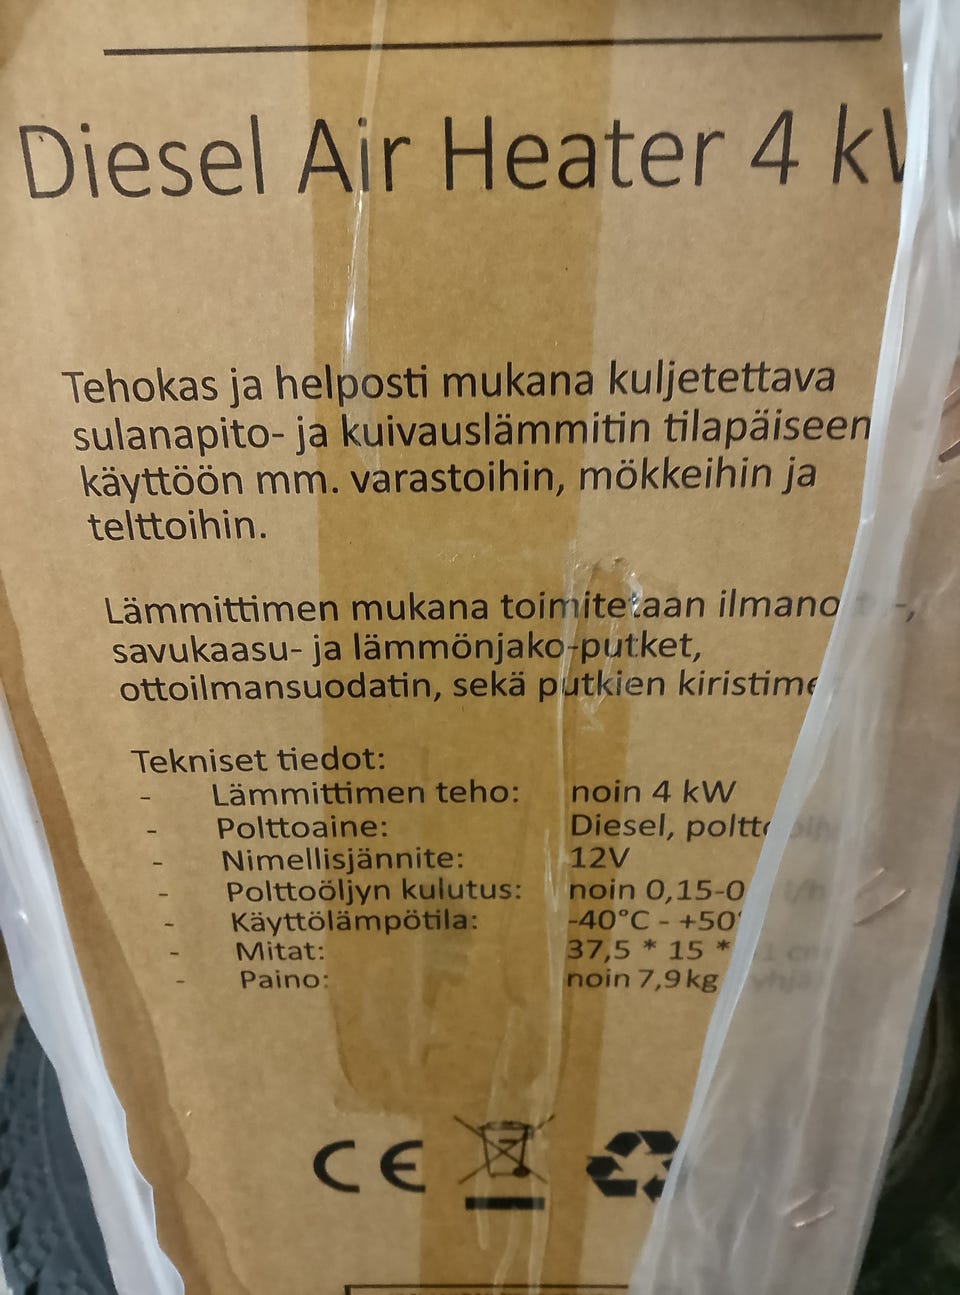 Diesel Air Heater 4 k
Tehokas ja helposti mukana kuljetettava
sulanapito- ja kuivauslämmitin tilapäiseen
käyttöön mm. varastoihin, mökkeihin ja
telttoihin.
Lämmittimen mukana toimitetaan
savukaasu- ja lämmönjako-putket,
ottoilmansuodatin, sekä putkien
Tekniset tiedot:
- Lämmittimen teho: noin 4 kW
- Polttoaine: Diesel,
- Nimellisjännite: 12V
- Polttoöljyn kulutus: noin 0,15-0
- Käyttölämpötila: -40°C - +50°
- Mitat: 37,5 * 15 *
- Paino: noin 7,9 kg
CE